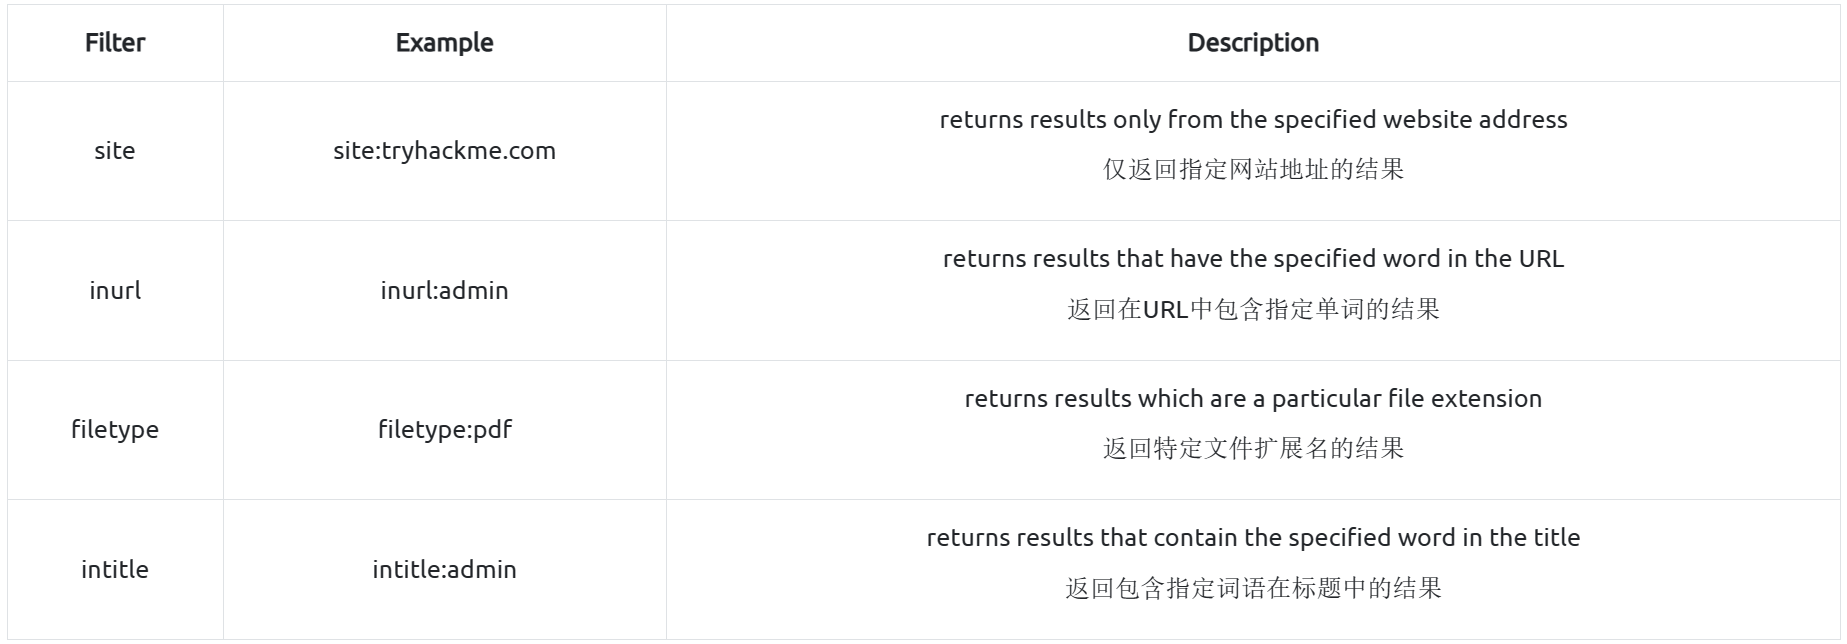 Filter Example Description
site site:tryhackme.com returns results only from the specified website address
仅返回指定网站地址的结果
inurl inurl:admin returns results that have the specified word in the URL
返回在URL中包含指定单词的结果
filetype filetype:pdf returns results which are a particular file extension
返回特定文件扩展名的结果
intitle intitle:admin returns results that contain the specified word in the title
返回包含指定词语在标题中的结果